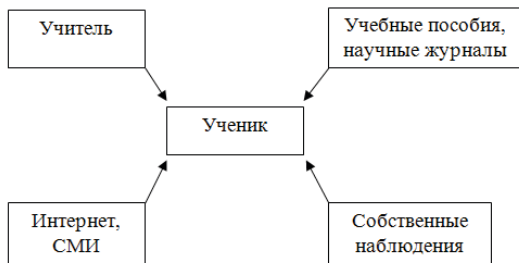 Учитель
Учебные пособия,
научные журналы
Ученик
Интернет,
СМИ
Собственные
наблюдения